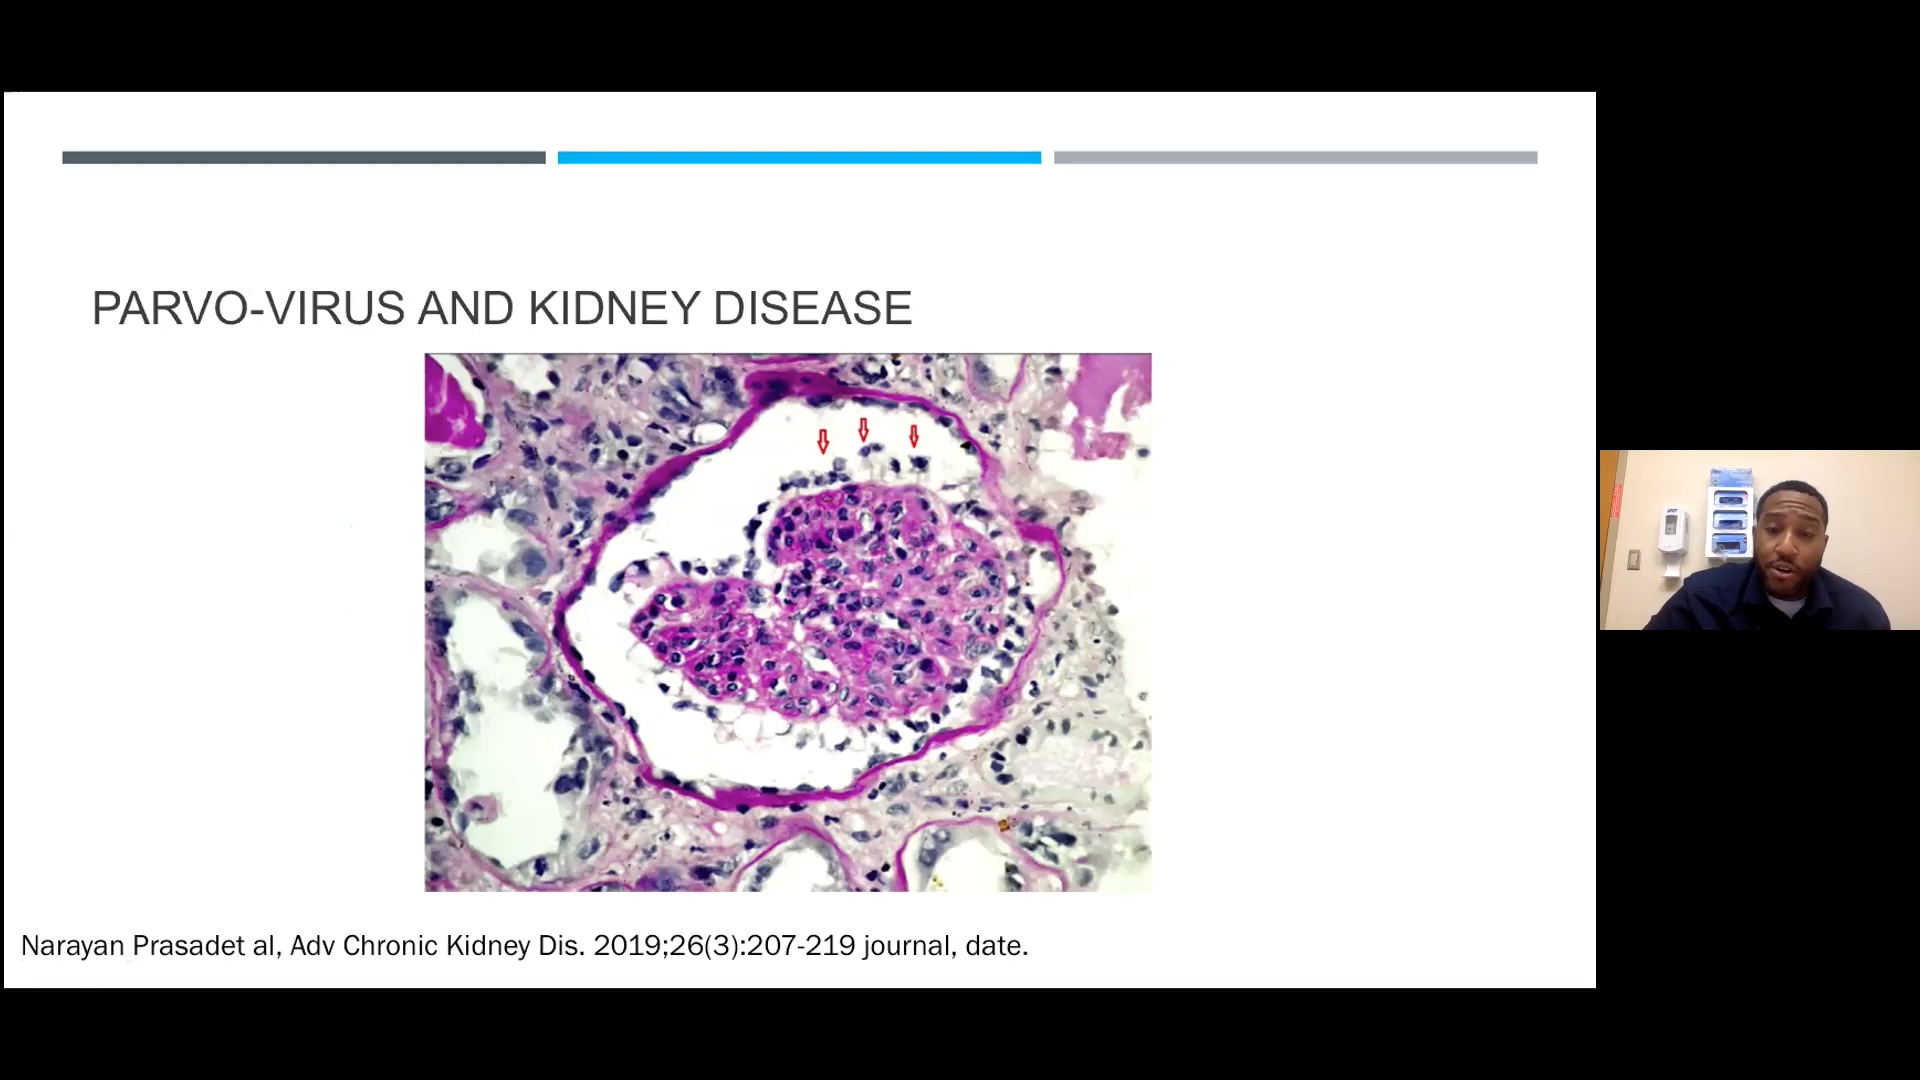 PARVO-VIRUS AND KIDNEY DISEASE
Narayan Prasadet al, Adv Chronic Kidney Dis. 2019;26(3):207-219 journal, date.